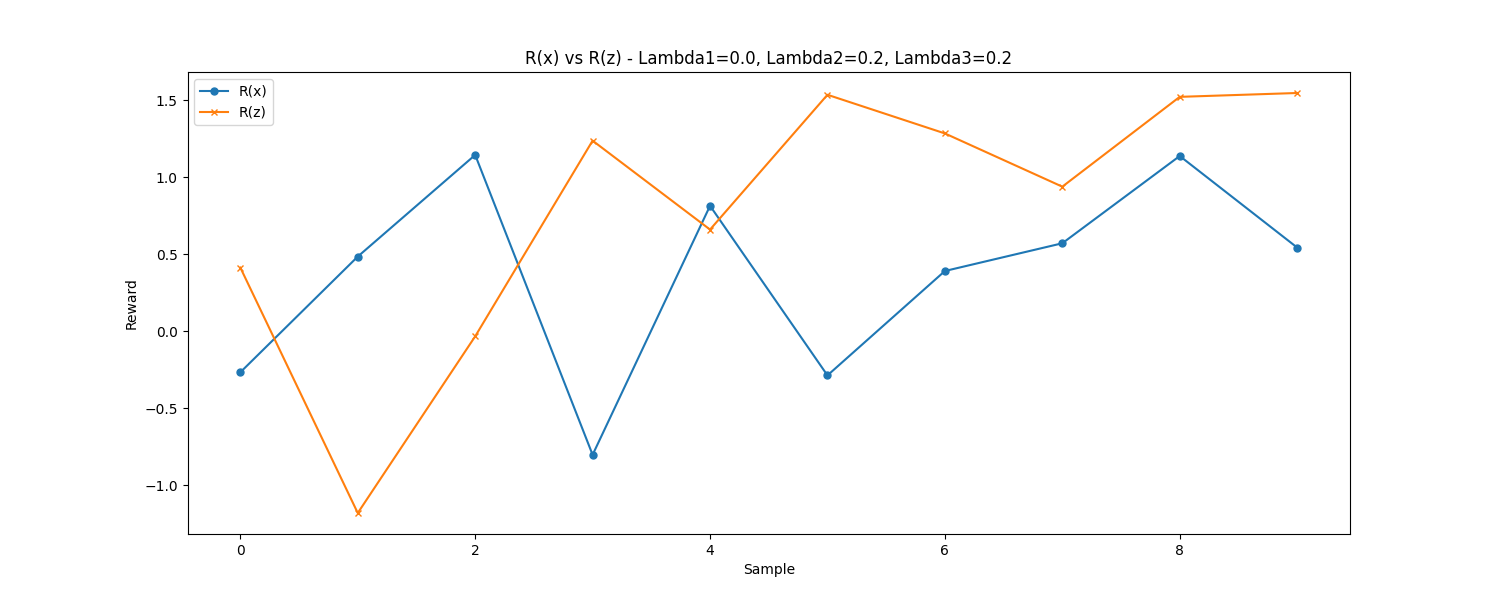 R(x) vs R(z) - Lambda1=0.0, Lambda2=0.2, Lambda3=0.2
R(x)
R(z)
1.5
1.0
0.5
0.0
−0.5
−1.0
Reward
0 2 4 6 8
Sample